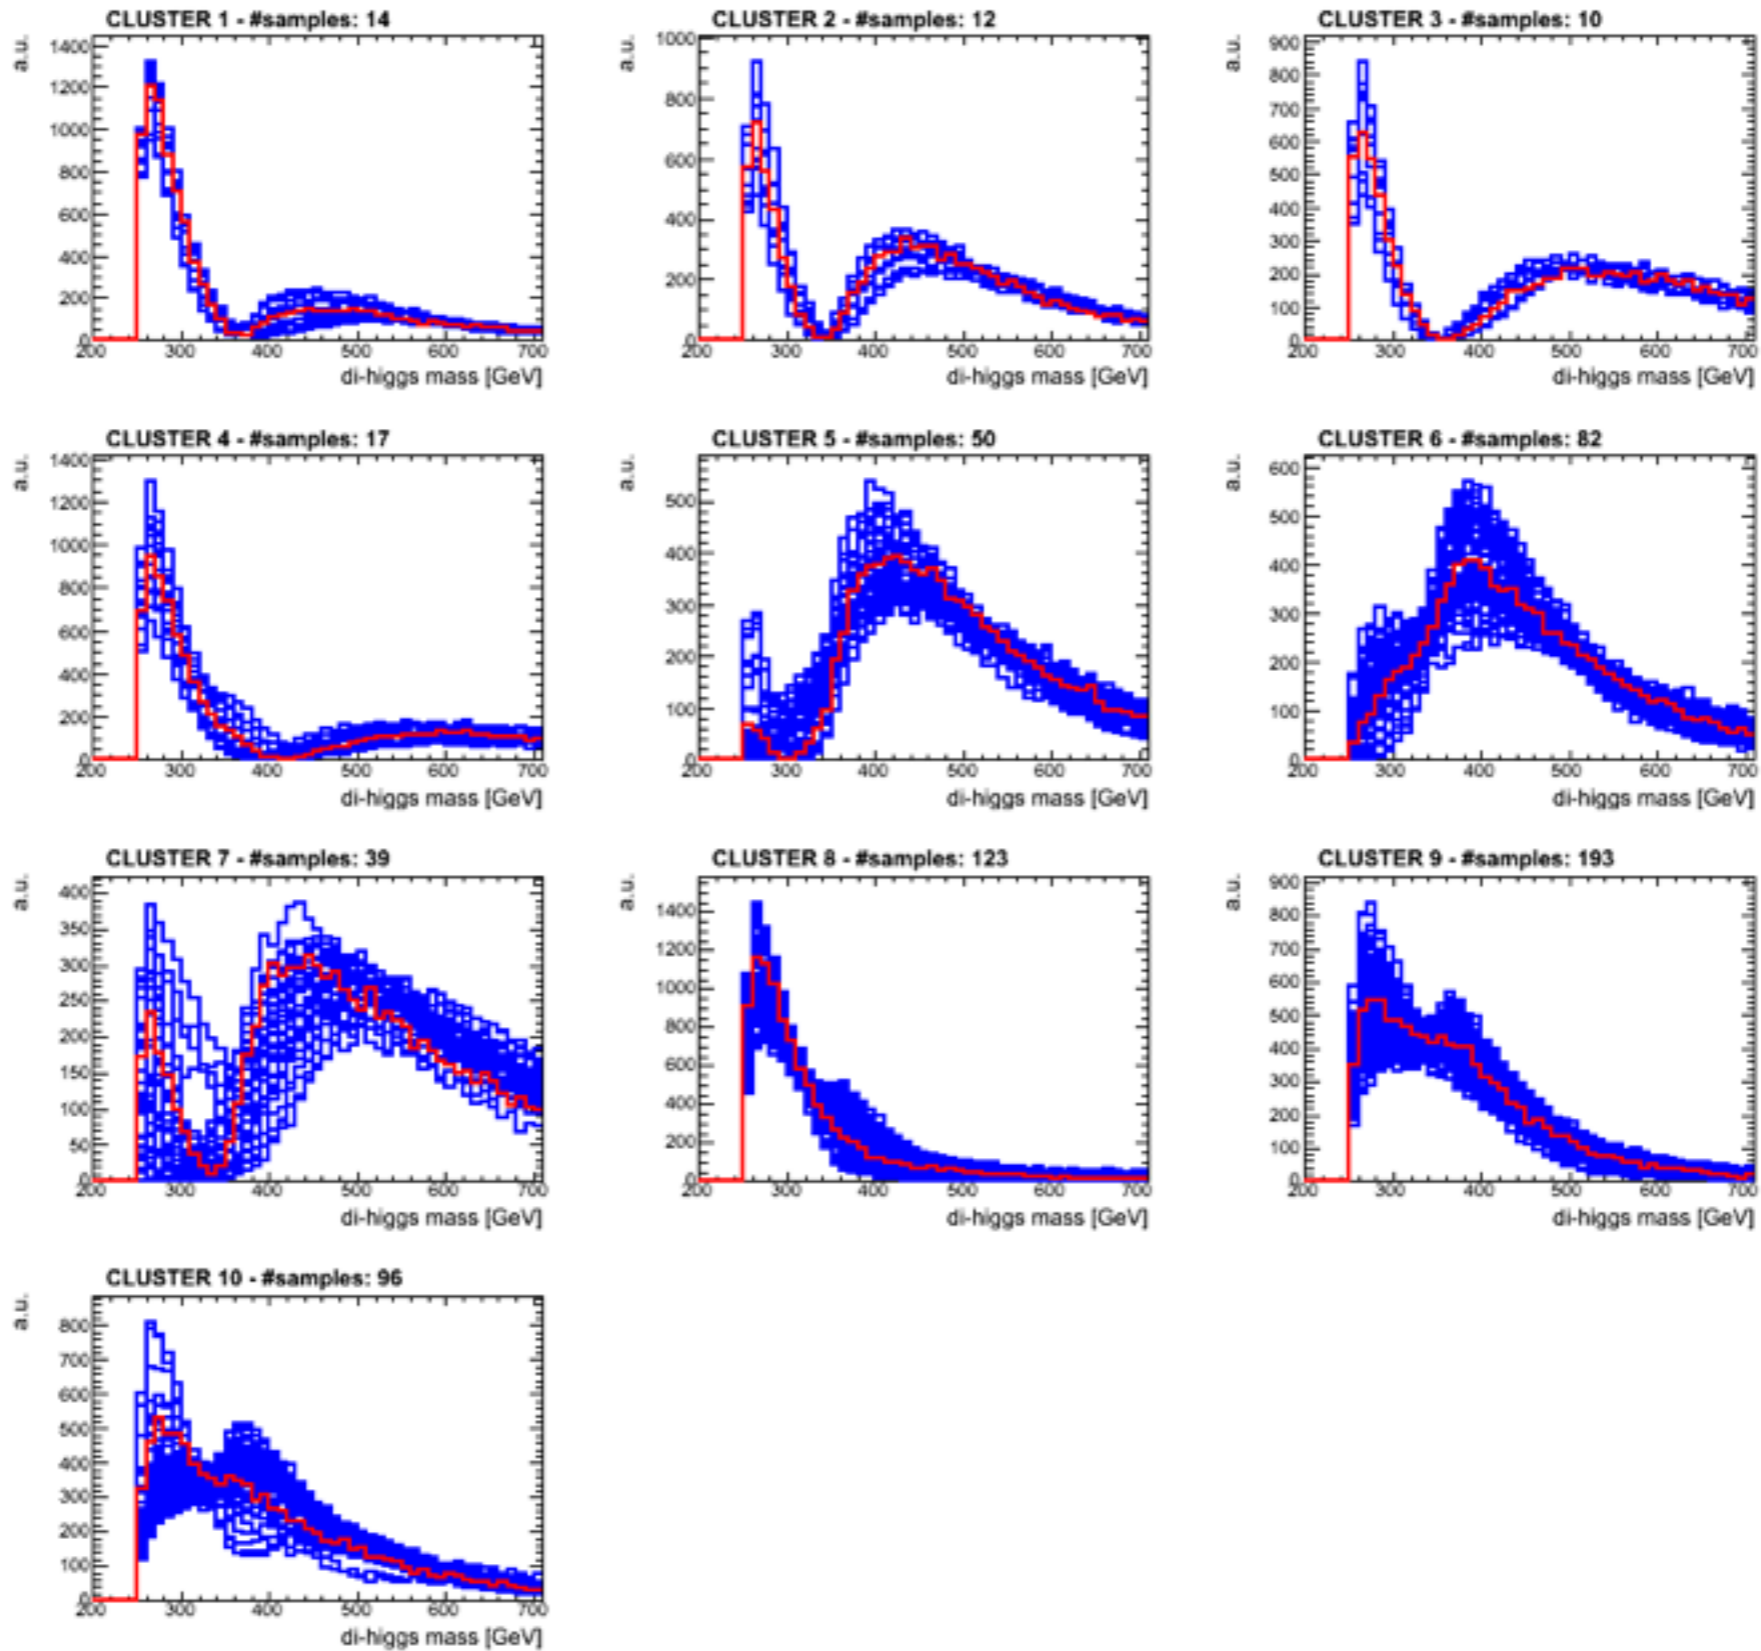 CLUSTER 1 - #samples: 14
a.u.
1400
1200
1000
800
600
400
200
0
200 300 400 500 600 700
di-higgs mass [GeV]
CLUSTER 2 - #samples: 12
a.u.
1000
800
600
400
200
0
200 300 400 500 600 700
di-higgs mass [GeV]
CLUSTER 3 - #samples: 10
a.u.
900
800
700
600
500
400
300
200
100
0
200 300 400 500 600 700
di-higgs mass [GeV]
CLUSTER 4 - #samples: 17
a.u.
1400
1200
1000
800
600
400
200
0
200 300 400 500 600 700
di-higgs mass [GeV]
CLUSTER 5 - #samples: 50
a.u.
500
400
300
200
100
0
200 300 400 500 600 700
di-higgs mass [GeV]
CLUSTER 6 - #samples: 82
a.u.
600
500
400
300
200
100
0
200 300 400 500 600 700
di-higgs mass [GeV]
CLUSTER 7 - #samples: 39
a.u.
400
350
300
250
200
150
100
50
0
200 300 400 500 600 700
di-higgs mass [GeV]
CLUSTER 8 - #samples: 123
a.u.
1400
1200
1000
800
600
400
200
0
200 300 400 500 600 700
di-higgs mass [GeV]
CLUSTER 9 - #samples: 193
a.u.
900
800
700
600
500
400
300
200
100
0
200 300 400 500 600 700
di-higgs mass [GeV]
CLUSTER 10 - #samples: 96
a.u.
800
700
600
500
400
300
200
100
0
200 300 400 500 600 700
di-higgs mass [GeV]